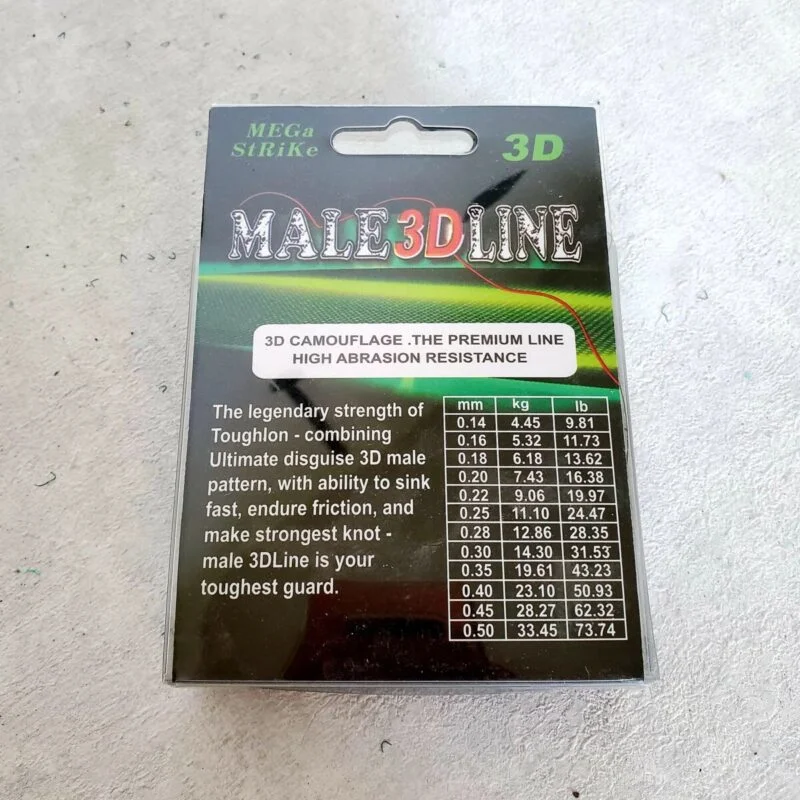 MEGa
StRiKe
3D
MALE3DLINE
3D CAMOUFLAGE .THE PREMIUM LINE
HIGH ABRASION RESISTANCE
The legendary strength of
Toughlon - combining
Ultimate disguise 3D male
pattern, with ability to sink
fast, endure friction, and
make strongest knot -
male 3DLine is your
toughest guard.
mm kg lb
0.14 4.45 9.81
0.16 5.32 11.73
0.18 6.18 13.62
0.20 7.43 16.38
0.22 9.06 19.97
0.25 11.10 24.47
0.28 12.86 28.35
0.30 14.30 31.53
0.35 19.61 43.23
0.40 23.10 50.93
0.45 28.27 62.32
0.50 33.45 73.74